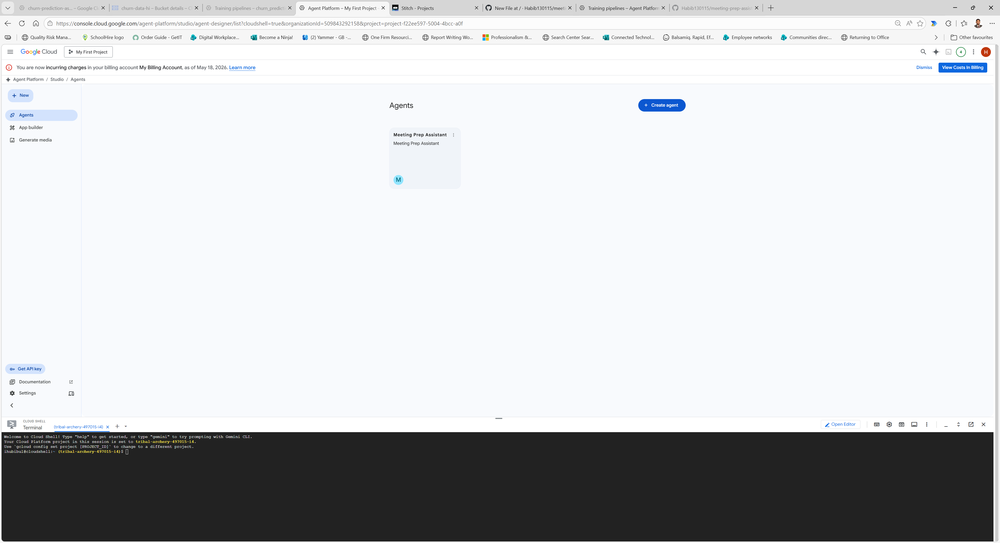 churn-prediction-as... – Google Cl
churn-data-hi – Bucket details – Cl
Training pipelines – churn_predicti
Agent Platform – My First Project –
Stitch - Projects
New File at / · Habib130115/meeti
Training pipelines – Agent Platform
Habib130115/meeting-prep-assist
https://console.cloud.google.com/agent-platform/studio/agent-designer/list?cloudshell=true&organizationId=509843292158&project=project-f22ee597-5004-4bcc-a0f
Quality Risk Mana...
SchoolHire logo
Order Guide - GetIT
Digital Workplace...
Become a Ninja!
(2) Yammer - GB -...
One Firm Resourci...
Report Writing Wo...
Professionalism &...
Search Center Sear...
Connected Technol...
Balsamiq. Rapid, Ef...
Employee networks
Communities direc...
Returning to Office
Other favourites
Google Cloud
My First Project
4
H
You are now incurring charges in your billing account My Billing Account, as of May 18, 2026. Learn more
Dismiss
View Costs In Billing
Agent Platform / Studio / Agents
New
Agents
App builder
Generate media
Agents
Create agent
Meeting Prep Assistant
Meeting Prep Assistant
M
Get API key
Documentation
Settings
CLOUD SHELL
Terminal
(tribal-archery-497015-i4)
Open Editor
Welcome to Cloud Shell! Type "help" to get started, or type "gemini" to try prompting with Gemini CLI.
Your Cloud Platform project in this session is set to tribal-archery-497015-i4.
Use `gcloud config set project [PROJECT_ID]` to change to a different project.
ihubibul@cloudshell:~ (tribal-archery-497015-i4)$